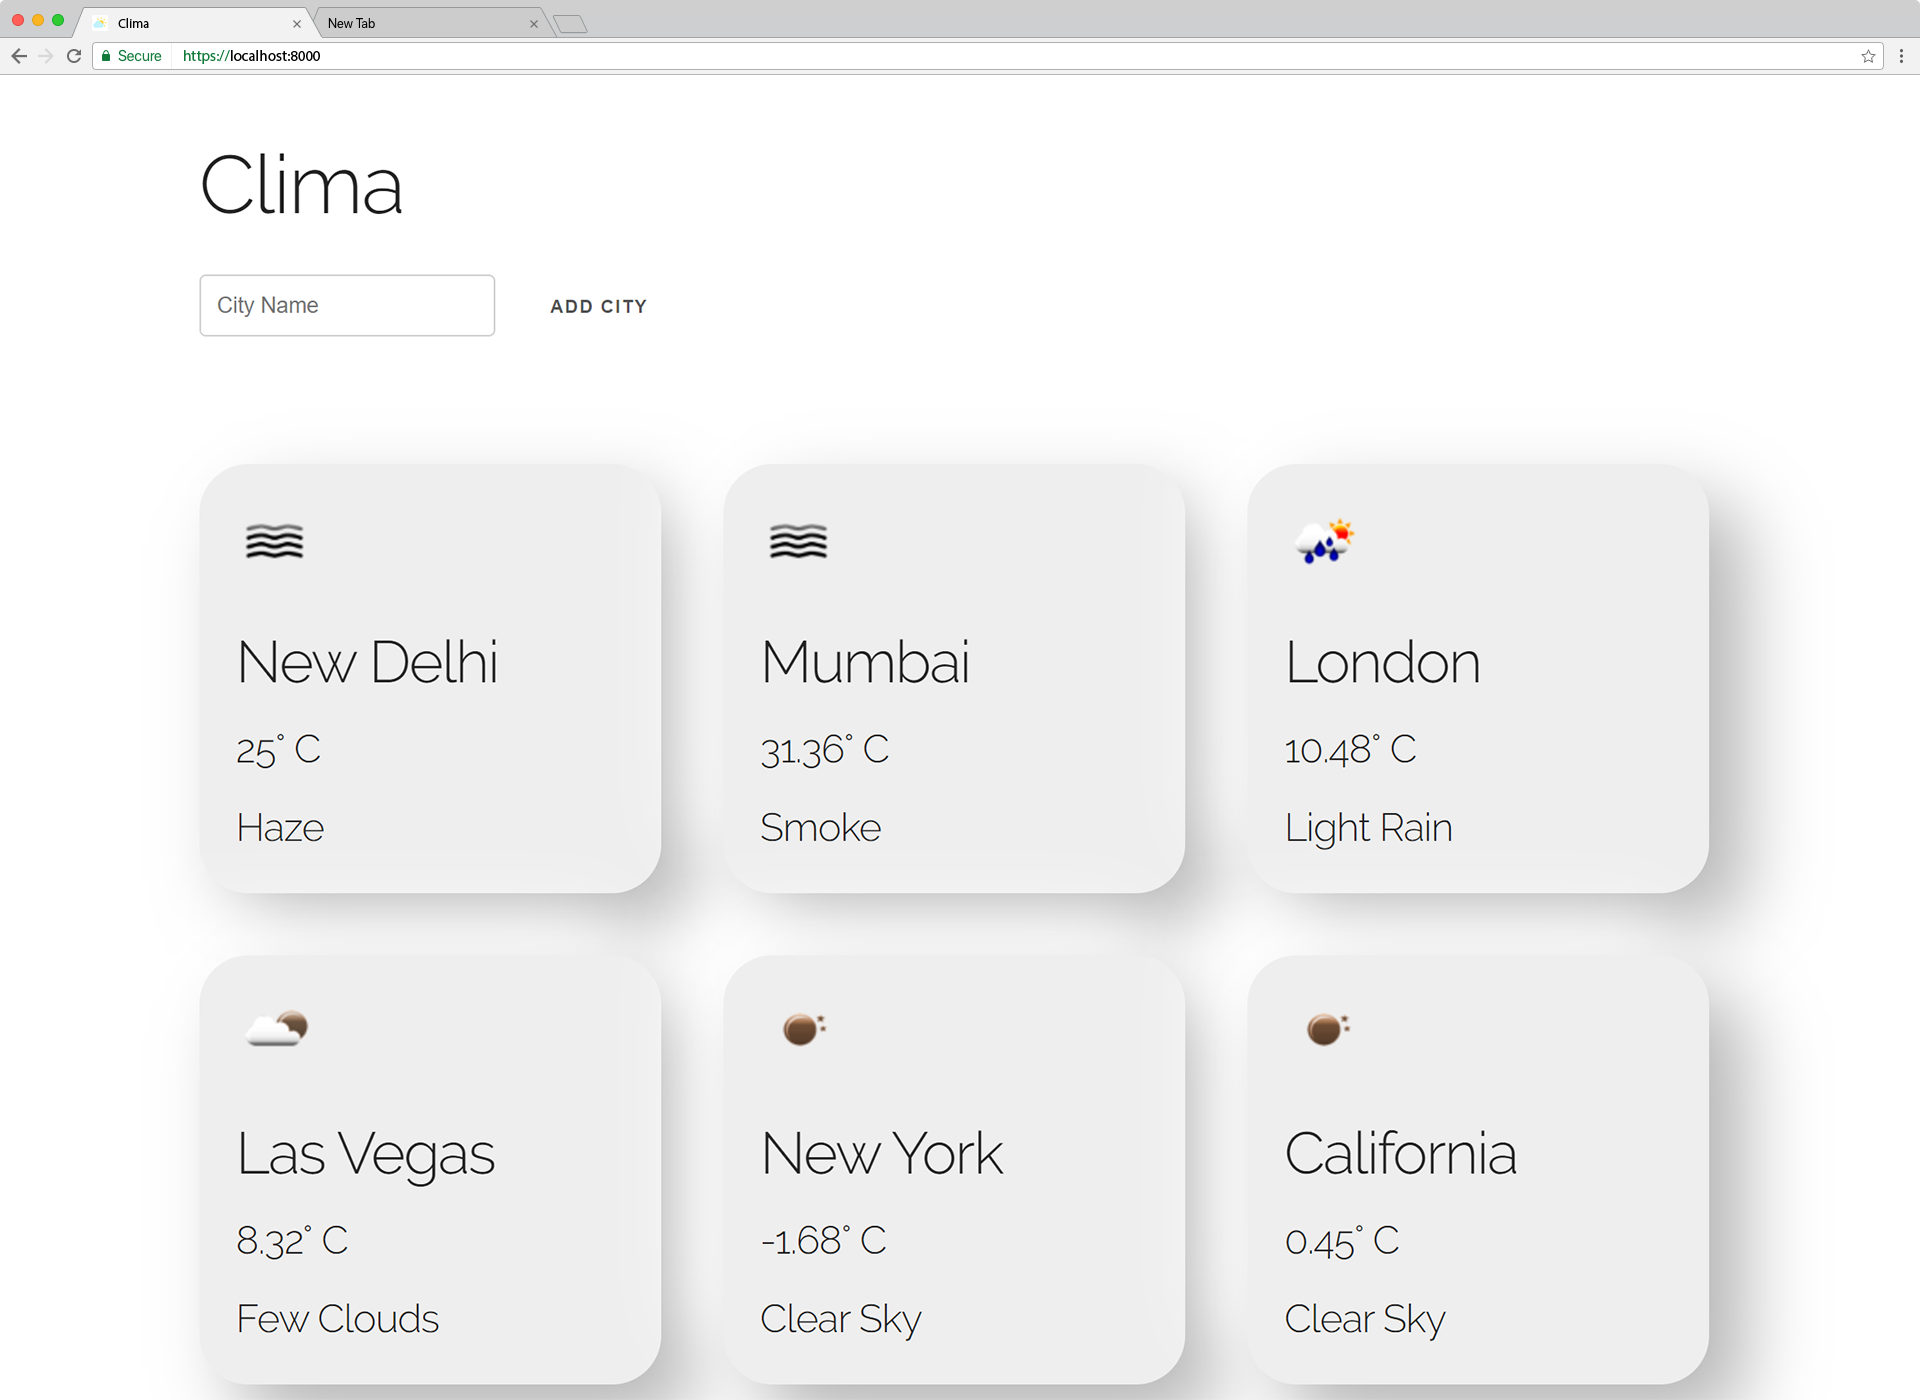 Clima
New Tab
Secure
https://localhost:8000
Clima
City Name
ADD CITY
New Delhi
25° C
Haze
Mumbai
31.36° C
Smoke
London
10.48° C
Light Rain
Las Vegas
8.32° C
Few Clouds
New York
-1.68° C
Clear Sky
California
0.45° C
Clear Sky